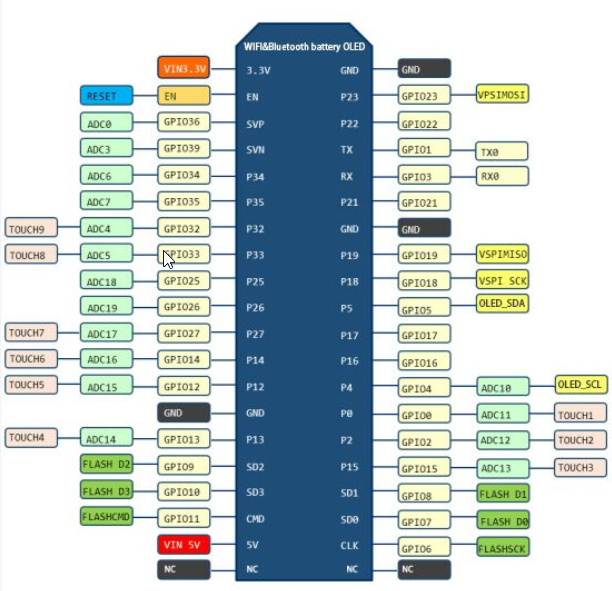 WIFI&Bluetooth battery OLED
VIN3.3V 3.3V GND GND
RESET EN EN P23 GPIO23 VPSIMOSI
ADC0 GPIO36 SVP P22 GPIO22
ADC3 GPIO39 SVN TX GPIO1 TX0
ADC6 GPIO34 P34 RX GPIO3 RX0
ADC7 GPIO35 P35 P21 GPIO21
TOUCH9 ADC4 GPIO32 P32 GND GND
TOUCH8 ADC5 GPIO33 P33 P19 GPIO19 VSPIMISO
ADC18 GPIO25 P25 P18 GPIO18 VSPI SCK
ADC19 GPIO26 P26 P5 GPIO5 OLED_SDA
TOUCH7 ADC17 GPIO27 P27 P17 GPIO17
TOUCH6 ADC16 GPIO14 P14 P16 GPIO16
TOUCH5 ADC15 GPIO12 P12 P4 GPIO4 ADC10 OLED_SCL
GND GND P0 GPIO0 ADC11 TOUCH1
TOUCH4 ADC14 GPIO13 P13 P2 GPIO2 ADC12 TOUCH2
FLASH D2 GPIO9 SD2 P15 GPIO15 ADC13 TOUCH3
FLASH D3 GPIO10 SD3 SD1 GPIO8 FLASH D1
FLASHCMD GPIO11 CMD SD0 GPIO7 FLASH D0
VIN 5V 5V CLK GPIO6 FLASHSCK
NC NC NC NC